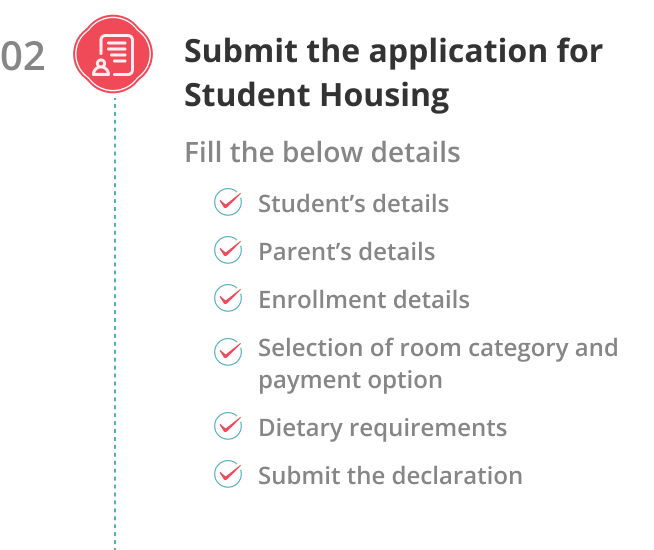 02
Submit the application for
Student Housing
Fill the below details
Student’s details
Parent’s details
Enrollment details
Selection of room category and
payment option
Dietary requirements
Submit the declaration